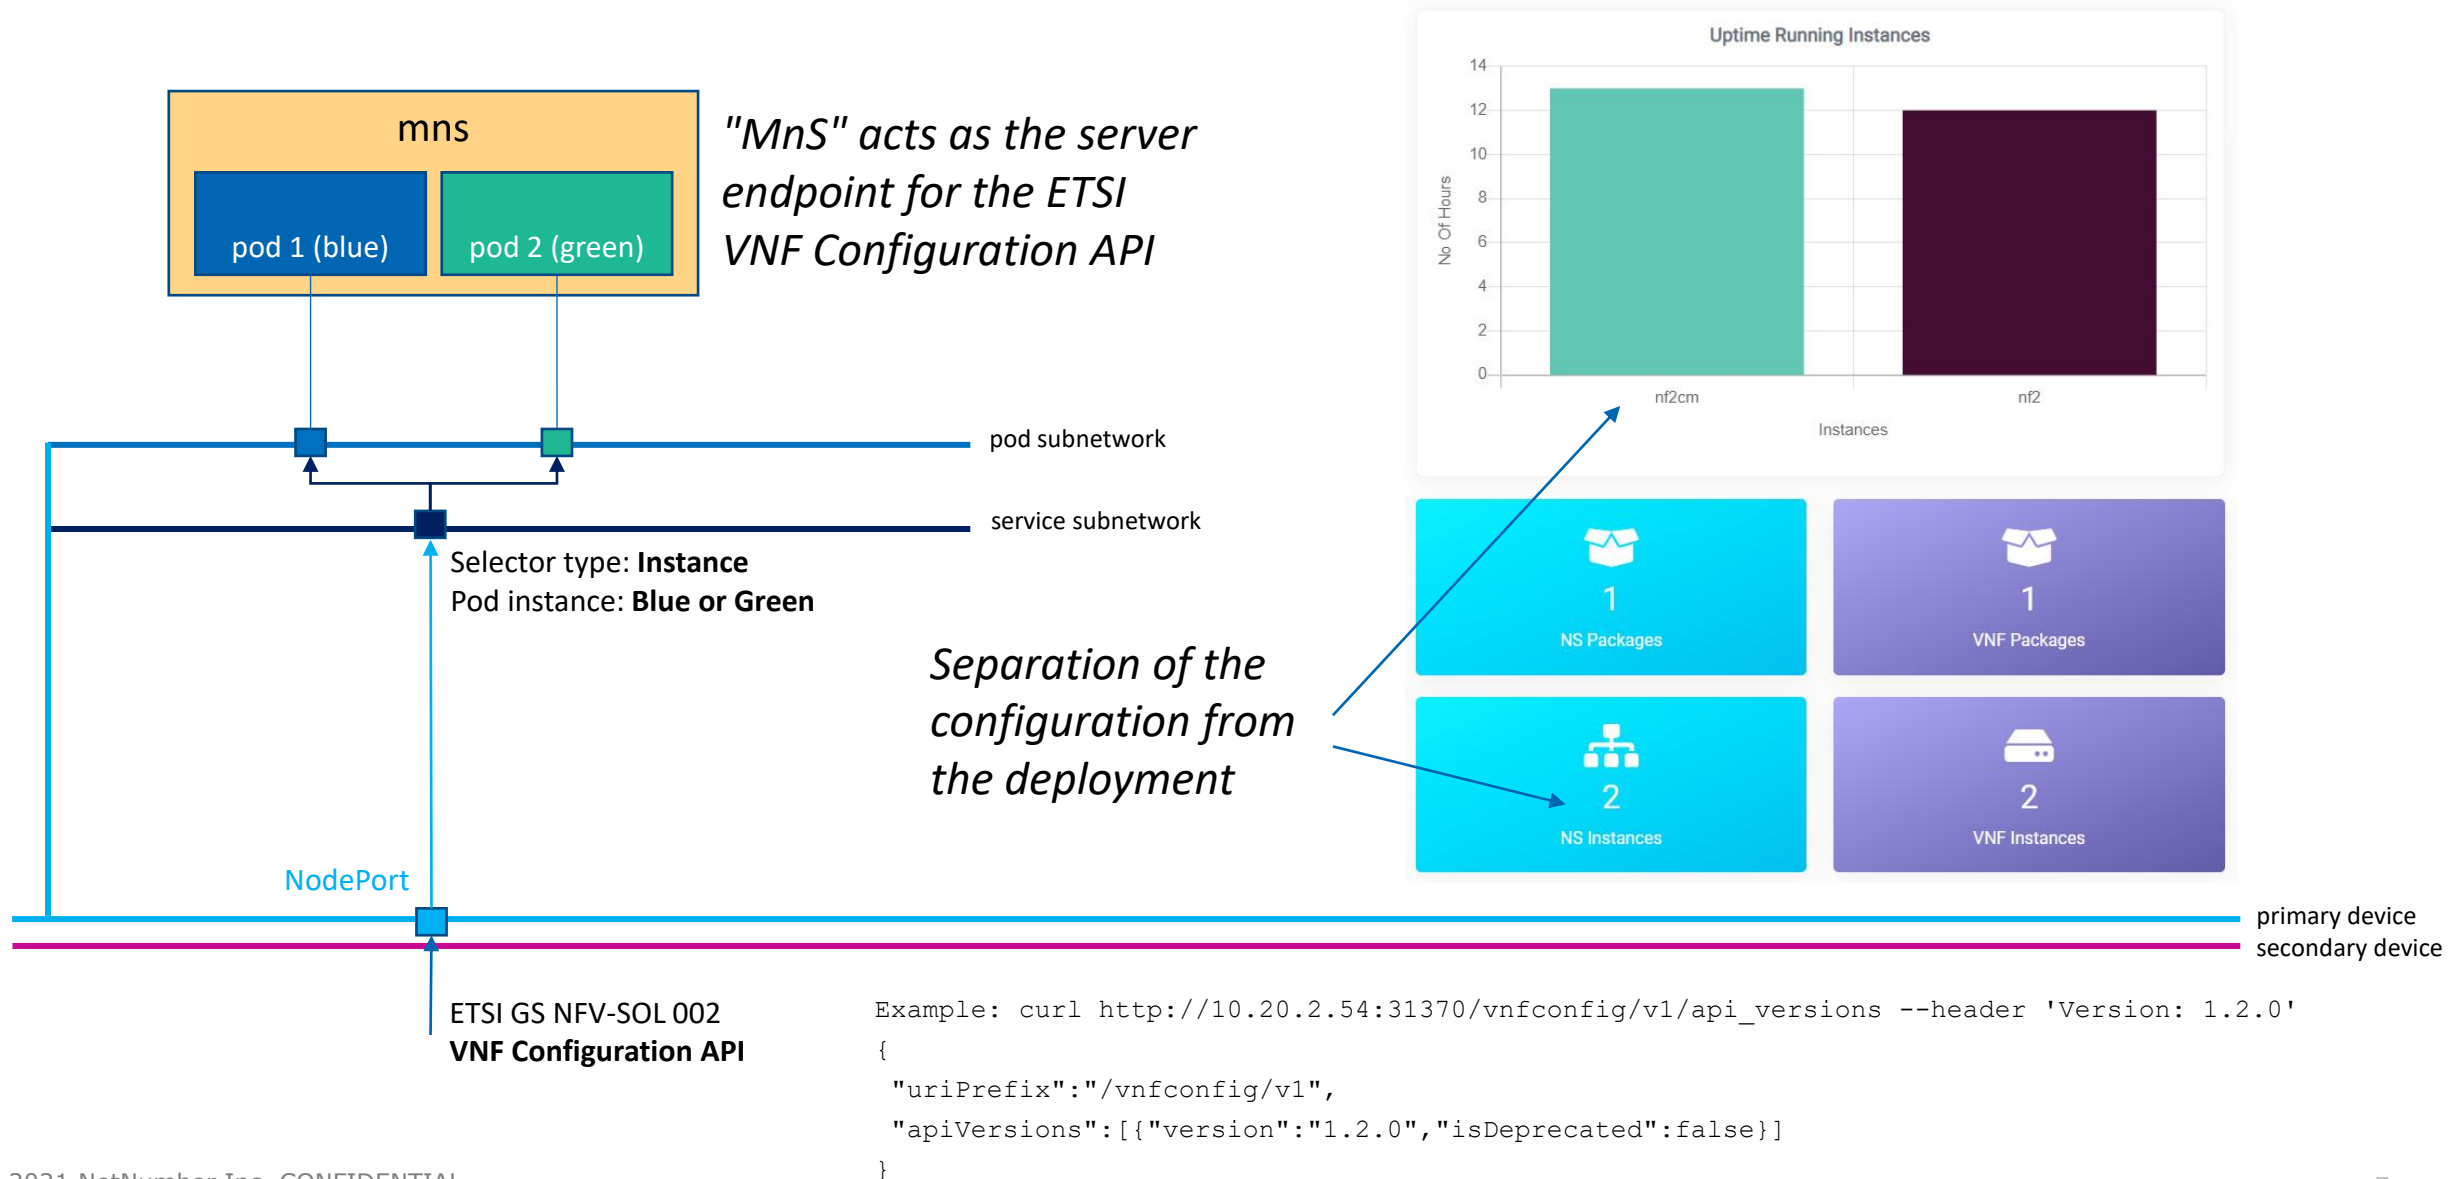 mns
pod 1 (blue)
pod 2 (green)
"MnS" acts as the server
endpoint for the ETSI
VNF Configuration API
Uptime Running Instances
14
12
10
8
6
4
2
0
No Of Hours
nf2cm
nf2
Instances
pod subnetwork
service subnetwork
Selector type: Instance
Pod instance: Blue or Green
Separation of the
configuration from
the deployment
1
NS Packages
1
VNF Packages
2
NS Instances
2
VNF Instances
NodePort
primary device
secondary device
ETSI GS NFV-SOL 002
VNF Configuration API
Example: curl http://10.20.2.54:31370/vnfconfig/v1/api_versions --header 'Version: 1.2.0'
{
"uriPrefix":"/vnfconfig/v1",
"apiVersions":[{"version":"1.2.0","isDeprecated":false}]
}
2021 NetNumber Inc. CONFIDENTIAL